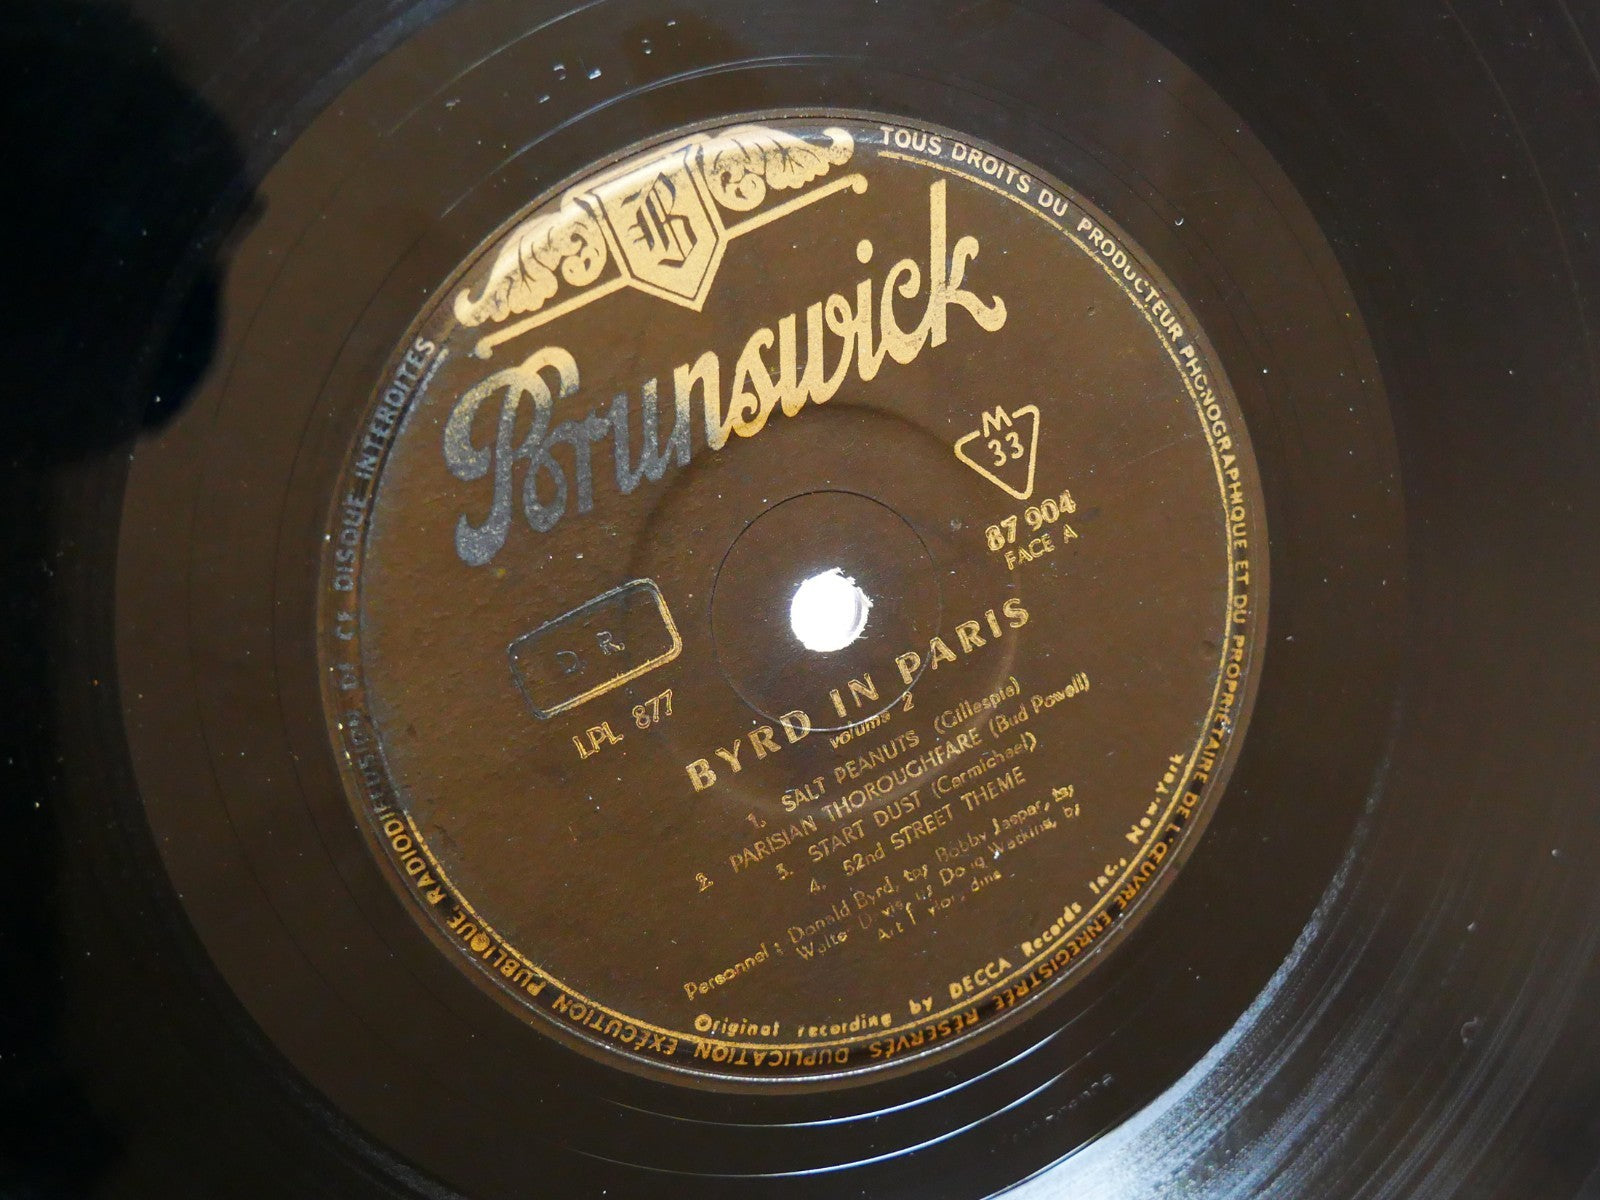 B
Brunswick
M
33
87 904
FACE A
D R
LPL 877
BYRD IN PARIS
volume 2
1. SALT PEANUTS (Gillespie)
2. PARISIAN THOROUGHFARE (Bud Powell)
3. START DUST (Carmichael)
4. 52nd STREET THEME
Personnel : Donald Byrd, tp; Bobby Jaspar,
Walter Davis, Doug Watkins, b;
Art
Original recording by DECCA Records Inc., New-York
TOUS DROITS DU PRODUCTEUR PHONOGRAPHIQUE ET DU PROPRIÉTAIRE DE L'ŒUVRE ENREGISTRÉE RÉSERVÉS DUPLICATION EXÉCUTION PUBLIQUE, RADIODIFFUSION DE CE DISQUE INTERDITES